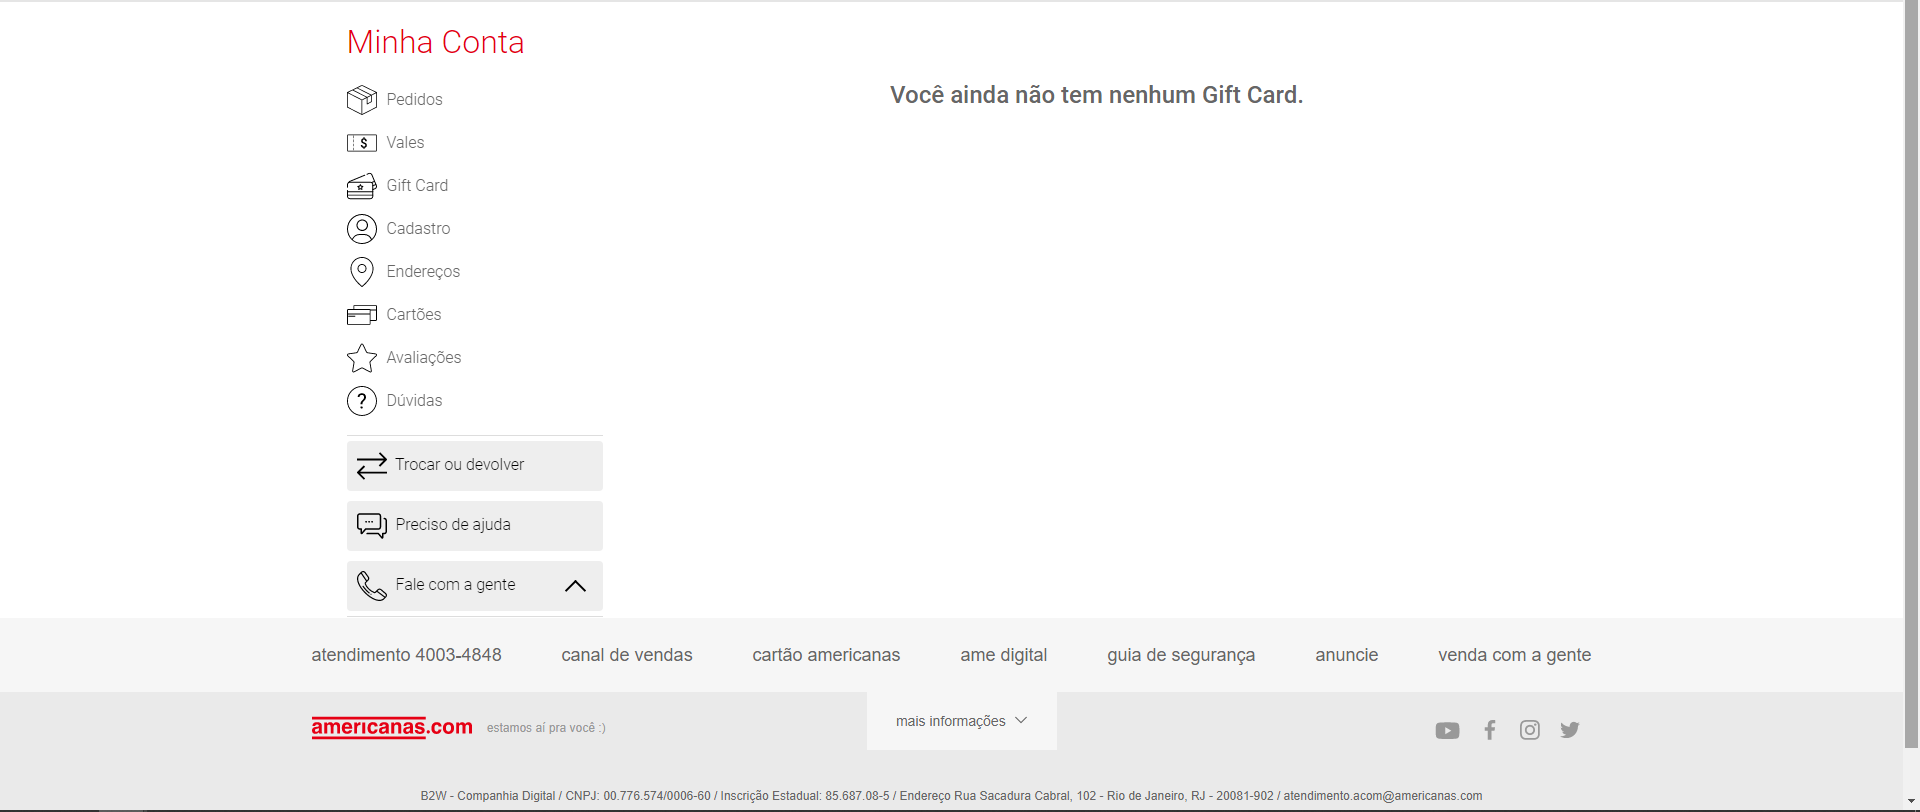 Minha Conta
Pedidos
Vales
Gift Card
Cadastro
Endereços
Cartões
Avaliações
Dúvidas
Trocar ou devolver
Preciso de ajuda
Fale com a gente
Você ainda não tem nenhum Gift Card.
atendimento 4003-4848 canal de vendas cartão americanas ame digital guia de segurança anuncie venda com a gente
americanas.com estamos aí pra você :)
mais informações
B2W - Companhia Digital / CNPJ: 00.776.574/0006-60 / Inscrição Estadual: 85.687.08-5 / Endereço Rua Sacadura Cabral, 102 - Rio de Janeiro, RJ - 20081-902 / atendimento.acom@americanas.com